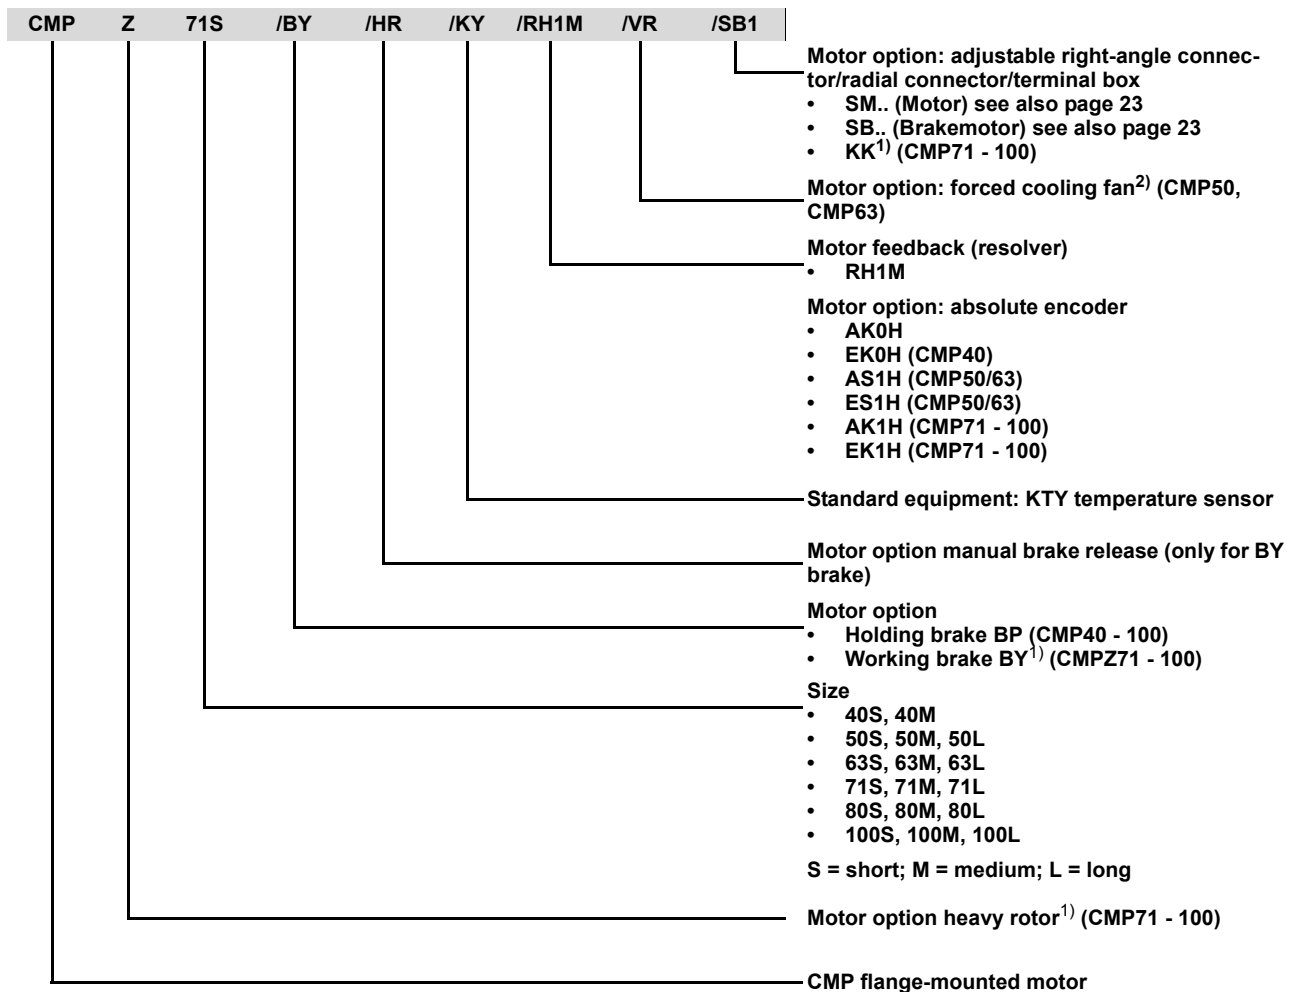 CMP Z 71S /BY /HR /KY /RH1M /VR /SB1
Motor option: adjustable right-angle connec-
tor/radial connector/terminal box
• SM.. (Motor) see also page 23
• SB.. (Brakemotor) see also page 23
• KK1) (CMP71 - 100)
Motor option: forced cooling fan2) (CMP50,
CMP63)
Motor feedback (resolver)
• RH1M
Motor option: absolute encoder
• AK0H
• EK0H (CMP40)
• AS1H (CMP50/63)
• ES1H (CMP50/63)
• AK1H (CMP71 - 100)
• EK1H (CMP71 - 100)
Standard equipment: KTY temperature sensor
Motor option manual brake release (only for BY
brake)
Motor option
• Holding brake BP (CMP40 - 100)
• Working brake BY1) (CMPZ71 - 100)
Size
• 40S, 40M
• 50S, 50M, 50L
• 63S, 63M, 63L
• 71S, 71M, 71L
• 80S, 80M, 80L
• 100S, 100M, 100L
S = short; M = medium; L = long
Motor option heavy rotor1) (CMP71 - 100)
CMP flange-mounted motor